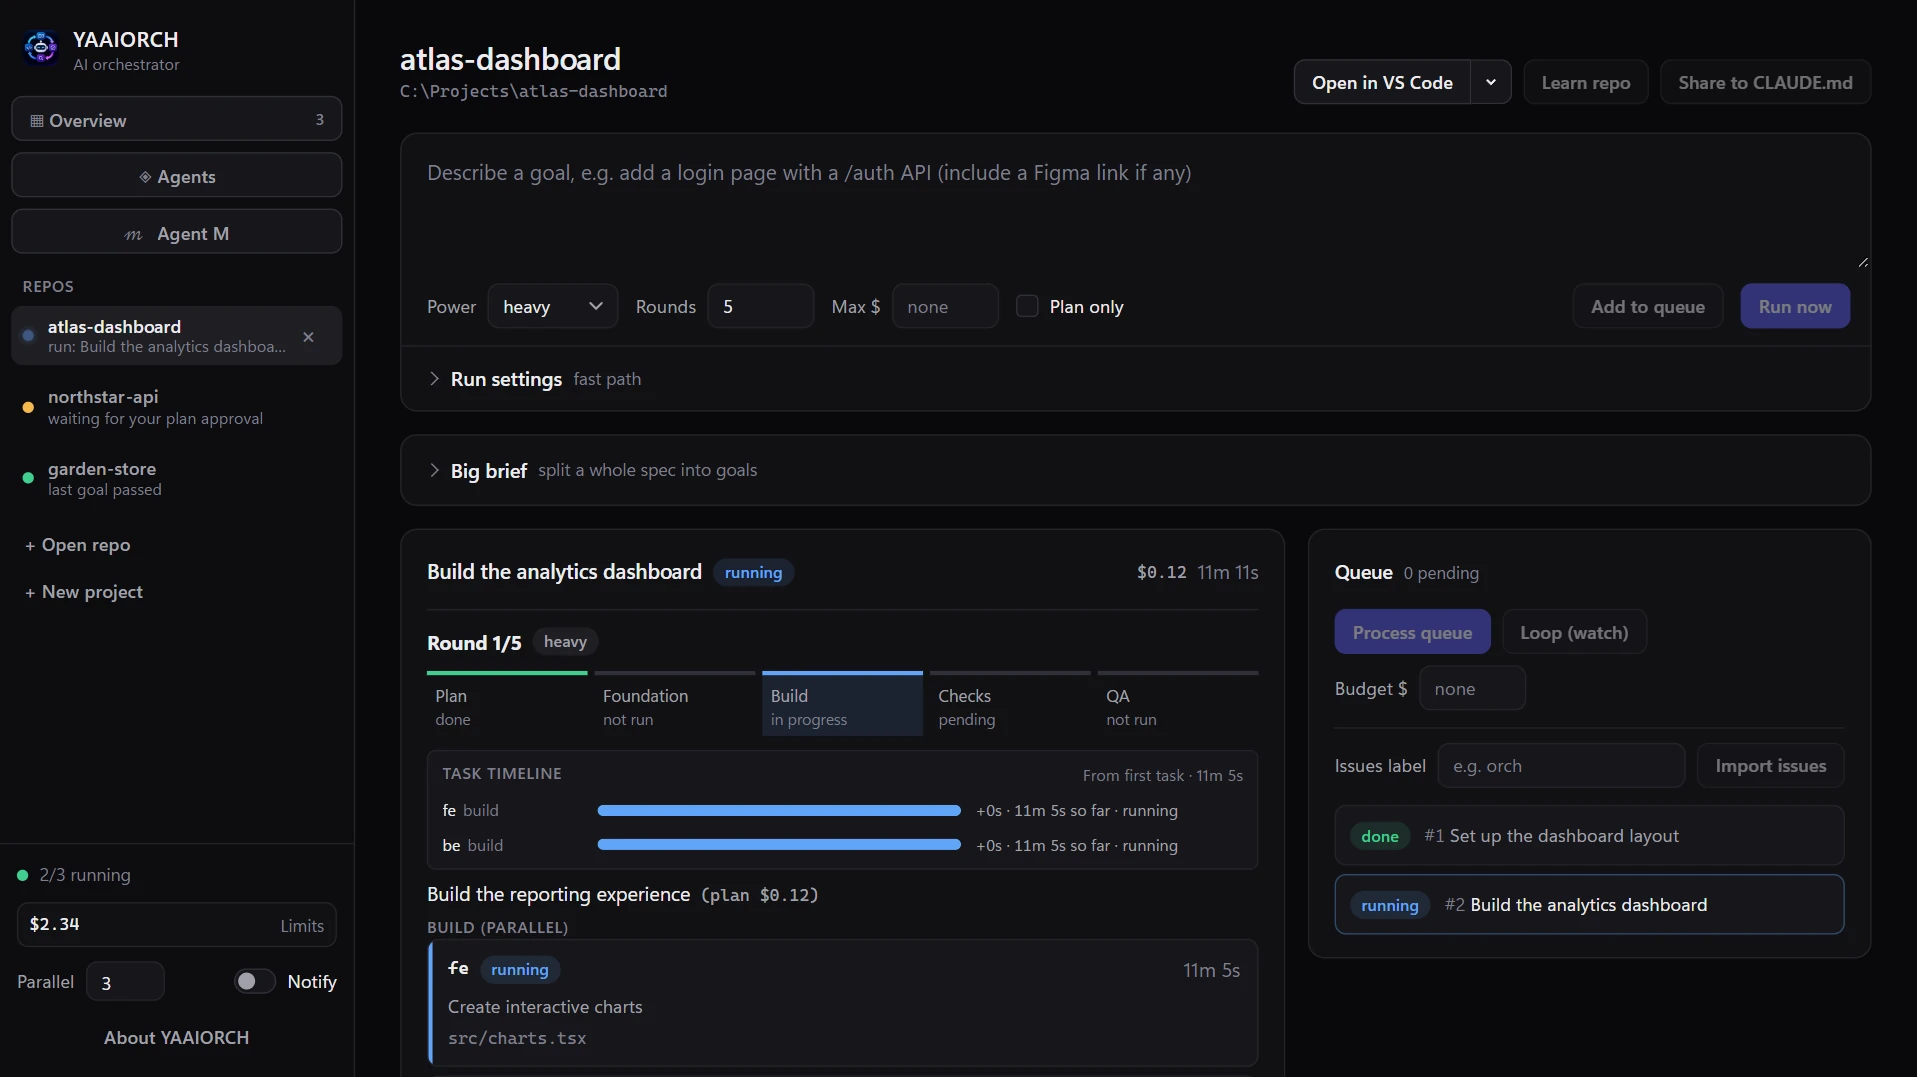 YAAIORCH
AI orchestrator
Overview 3
Agents
m Agent M
REPOS
atlas-dashboard
run: Build the analytics dashboa...
northstar-api
waiting for your plan approval
garden-store
last goal passed
+ Open repo
+ New project
2/3 running
$2.34 Limits
Parallel 3 Notify
About YAAIORCH
atlas-dashboard
C:\Projects\atlas-dashboard
Open in VS Code
Learn repo
Share to CLAUDE.md
Describe a goal, e.g. add a login page with a /auth API (include a Figma link if any)
Power heavy Rounds 5 Max $ none Plan only
Add to queue
Run now
Run settings fast path
Big brief split a whole spec into goals
Build the analytics dashboard running $0.12 11m 11s
Round 1/5 heavy
Plan
done
Foundation
not run
Build
in progress
Checks
pending
QA
not run
TASK TIMELINE From first task · 11m 5s
fe build +0s · 11m 5s so far · running
be build +0s · 11m 5s so far · running
Build the reporting experience (plan $0.12)
BUILD (PARALLEL)
fe running 11m 5s
Create interactive charts
src/charts.tsx
Queue 0 pending
Process queue
Loop (watch)
Budget $ none
Issues label e.g. orch Import issues
done #1 Set up the dashboard layout
running #2 Build the analytics dashboard